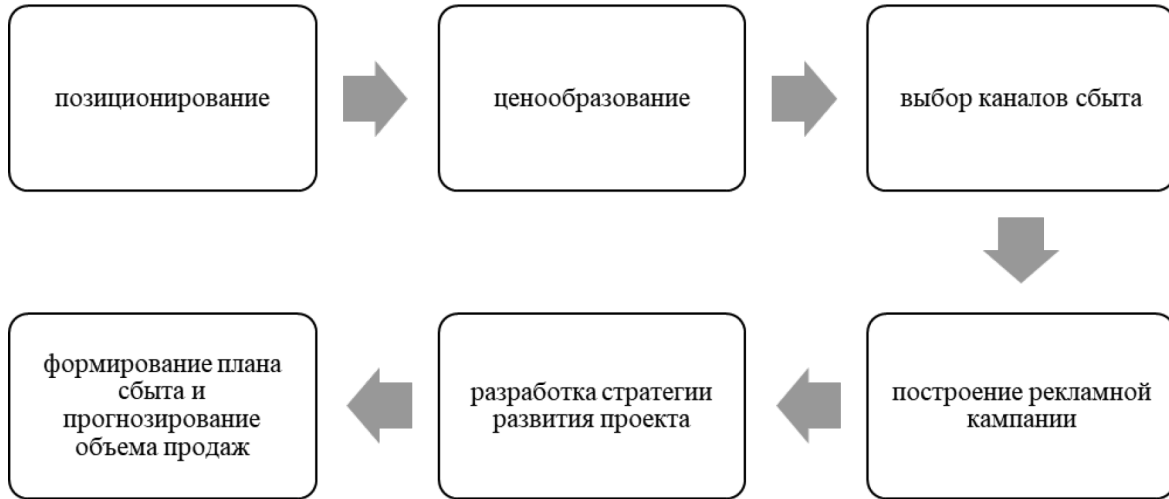 позиционирование
ценообразование
выбор каналов сбыта
построение рекламной
кампании
разработка стратегии
развития проекта
формирование плана
сбыта и
прогнозирование
объема продаж